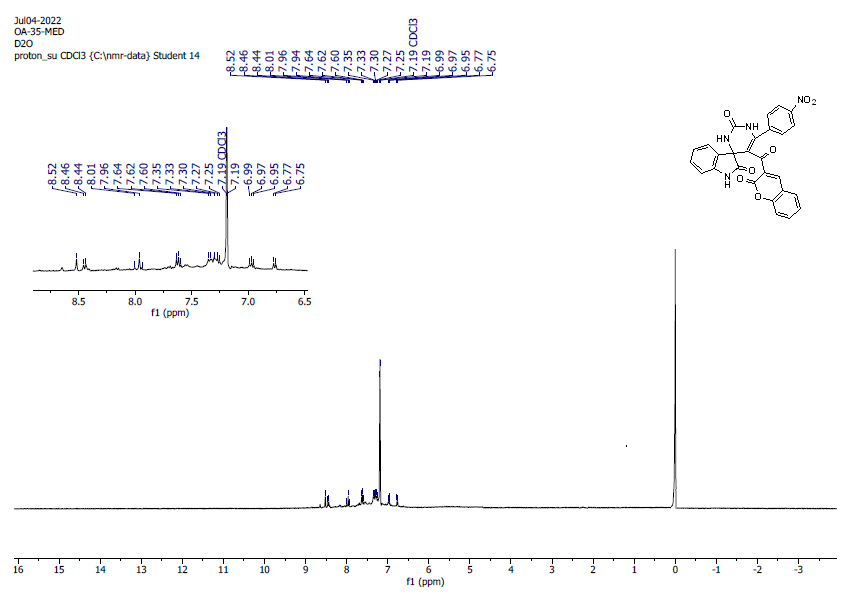 Jul04-2022
OA-35-MED
D2O
proton_su CDCl3 {C:\nmr-data} Student 14
8.52
8.46
8.44
8.01
7.96
7.94
7.64
7.62
7.60
7.35
7.33
7.30
7.27
7.25
7.19 CDCl3
7.19
6.99
6.97
6.95
6.77
6.75
8.52
8.46
8.44
8.01
7.96
7.64
7.62
7.60
7.35
7.33
7.30
7.27
7.25
7.19 CDCl3
7.19
6.99
6.97
6.95
6.77
6.75
NO2
O
NH
HN
O
O
N
H
O
O
8.5 8.0 7.5 7.0 6.5
f1 (ppm)
16 15 14 13 12 11 10 9 8 7 6 5 4 3 2 1 0 -1 -2 -3
f1 (ppm)